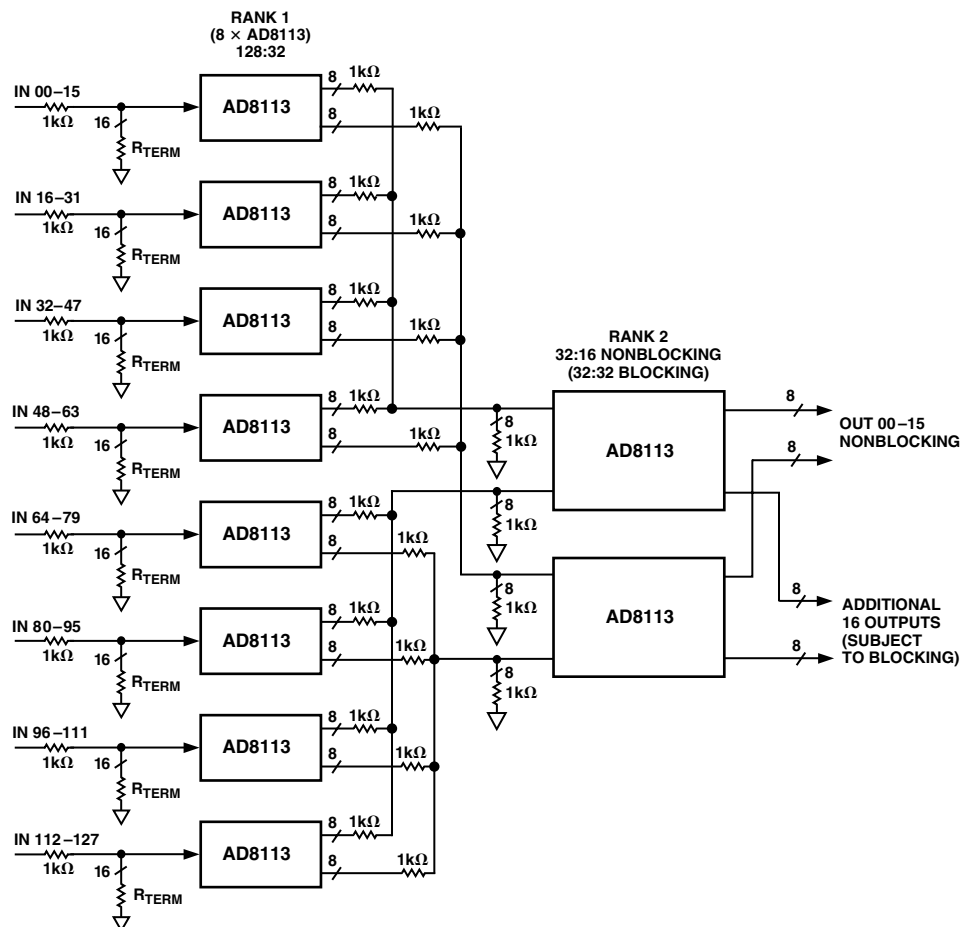 RANK 1
(8 × AD8113)
128:32
IN 00–15
1kΩ
16
RTERM
AD8113
8
1kΩ
8
1kΩ
IN 16–31
1kΩ
16
RTERM
AD8113
8
1kΩ
8
1kΩ
IN 32–47
1kΩ
16
RTERM
AD8113
8
1kΩ
8
1kΩ
IN 48–63
1kΩ
16
RTERM
AD8113
8
1kΩ
8
1kΩ
IN 64–79
1kΩ
16
RTERM
AD8113
8
1kΩ
8
1kΩ
IN 80–95
1kΩ
16
RTERM
AD8113
8
1kΩ
8
1kΩ
IN 96–111
1kΩ
16
RTERM
AD8113
8
1kΩ
8
1kΩ
IN 112–127
1kΩ
16
RTERM
AD8113
8
1kΩ
8
1kΩ
RANK 2
32:16 NONBLOCKING
(32:32 BLOCKING)
8
1kΩ
8
1kΩ
AD8113
8
1kΩ
8
1kΩ
AD8113
8
OUT 00–15
NONBLOCKING
8
8
ADDITIONAL
16 OUTPUTS
(SUBJECT
TO BLOCKING)
8